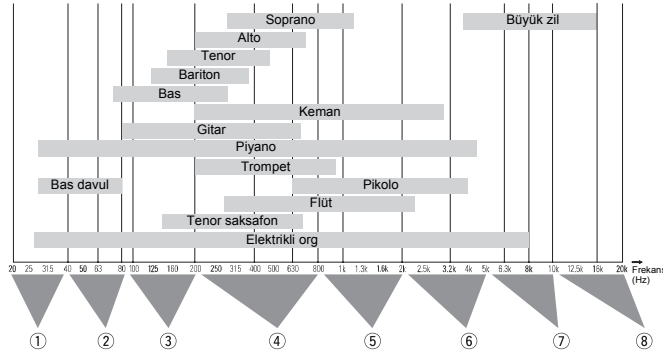 Soprano Büyük zil
Alto
Tenor
Bariton
Bas
Keman
Gitar
Piyano
Trompet
Bas davul Pikolo
Flüt
Tenor saksafon
Elektrikli org
20 25 31.5 40 50 63 80 100 125 160 200 250 315 400 500 630 800 1k 1.3k 1.6k 2k 2.5k 3.2k 4k 5k 6.3k 8k 10k 12.5k 16k 20k Frekans
(Hz)
① ② ③ ④ ⑤ ⑥ ⑦ ⑧